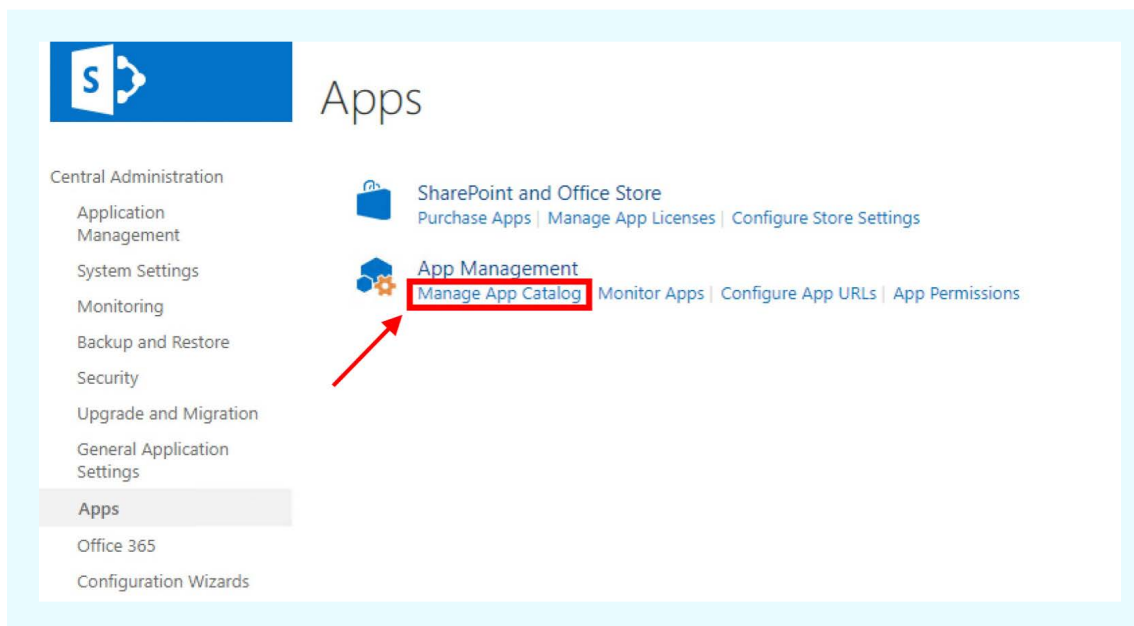 S
Apps
Central Administration
Application
Management
System Settings
Monitoring
Backup and Restore
Security
Upgrade and Migration
General Application
Settings
Apps
Office 365
Configuration Wizards
SharePoint and Office Store
Purchase Apps | Manage App Licenses | Configure Store Settings
App Management
Manage App Catalog | Monitor Apps | Configure App URLs | App Permissions